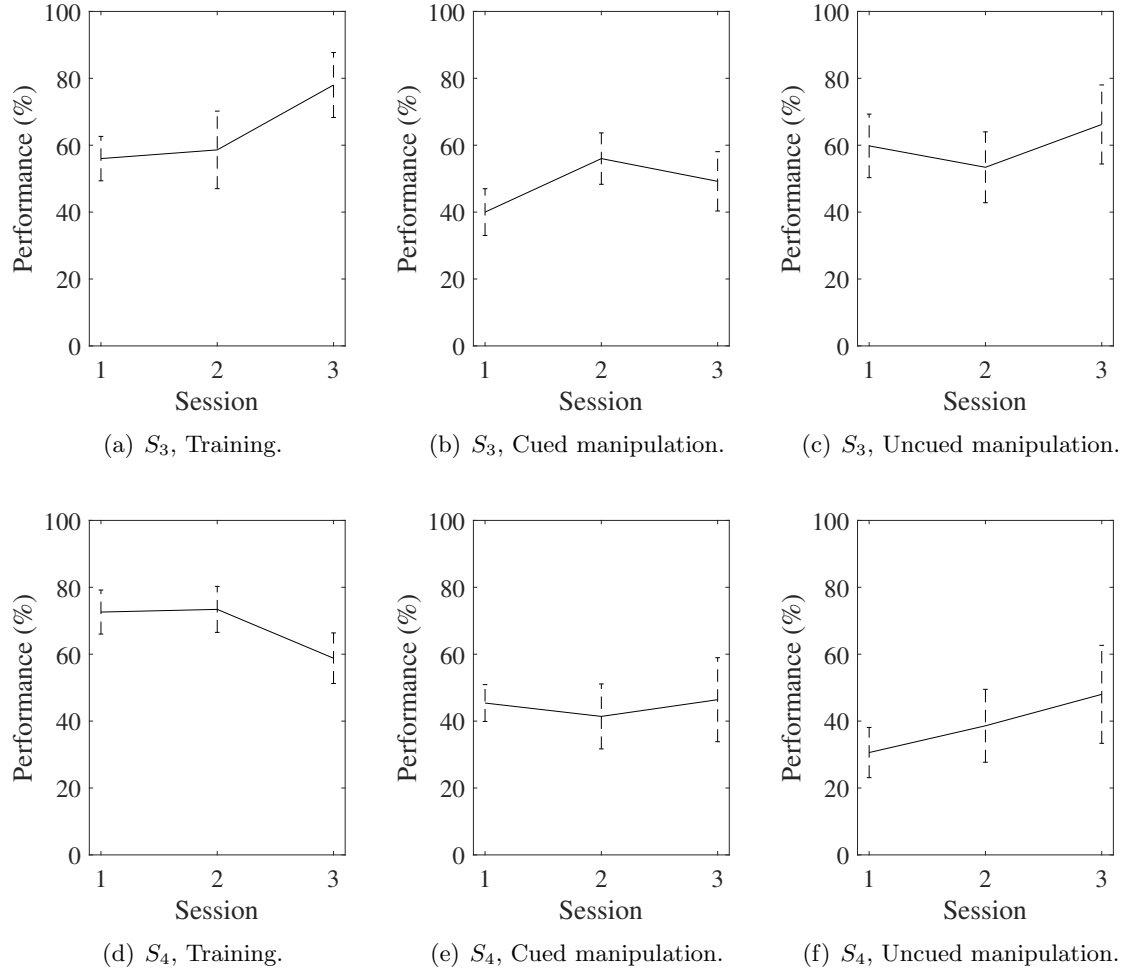 100
80
60
40
20
0
Performance (%)
1 2 3
Session
(a) S3, Training.
100
80
60
40
20
0
Performance (%)
1 2 3
Session
(b) S3, Cued manipulation.
100
80
60
40
20
0
Performance (%)
1 2 3
Session
(c) S3, Uncued manipulation.
100
80
60
40
20
0
Performance (%)
1 2 3
Session
(d) S4, Training.
100
80
60
40
20
0
Performance (%)
1 2 3
Session
(e) S4, Cued manipulation.
100
80
60
40
20
0
Performance (%)
1 2 3
Session
(f) S4, Uncued manipulation.